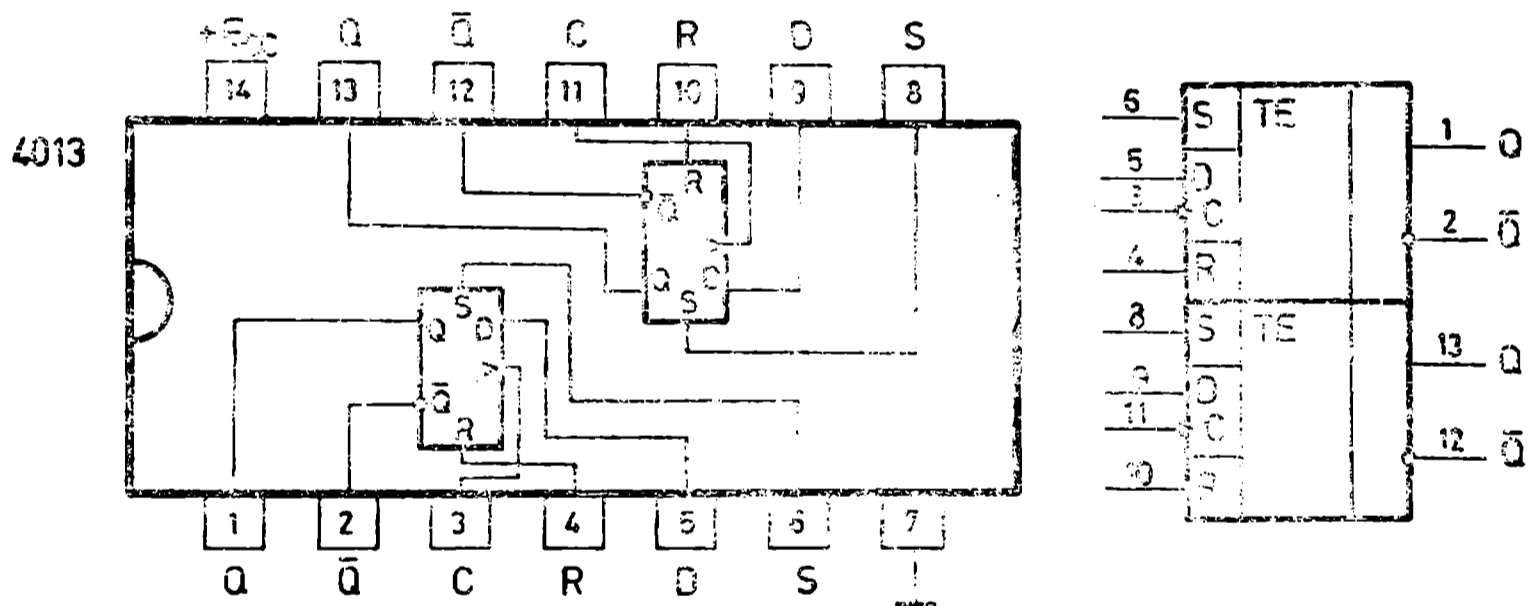 Q Q̄ C R D S
14 13 12 11 10 9 8
4013
R
Q̄
Q D
S
S
Q D
Q̄
R
1 2 3 4 5 6 7
Q Q̄ C R D S
6 S TE 1 Q
5 D
C 2 Q̄
4 R
8 S TE
13 Q
9 D
11 C
12 Q̄
10 R